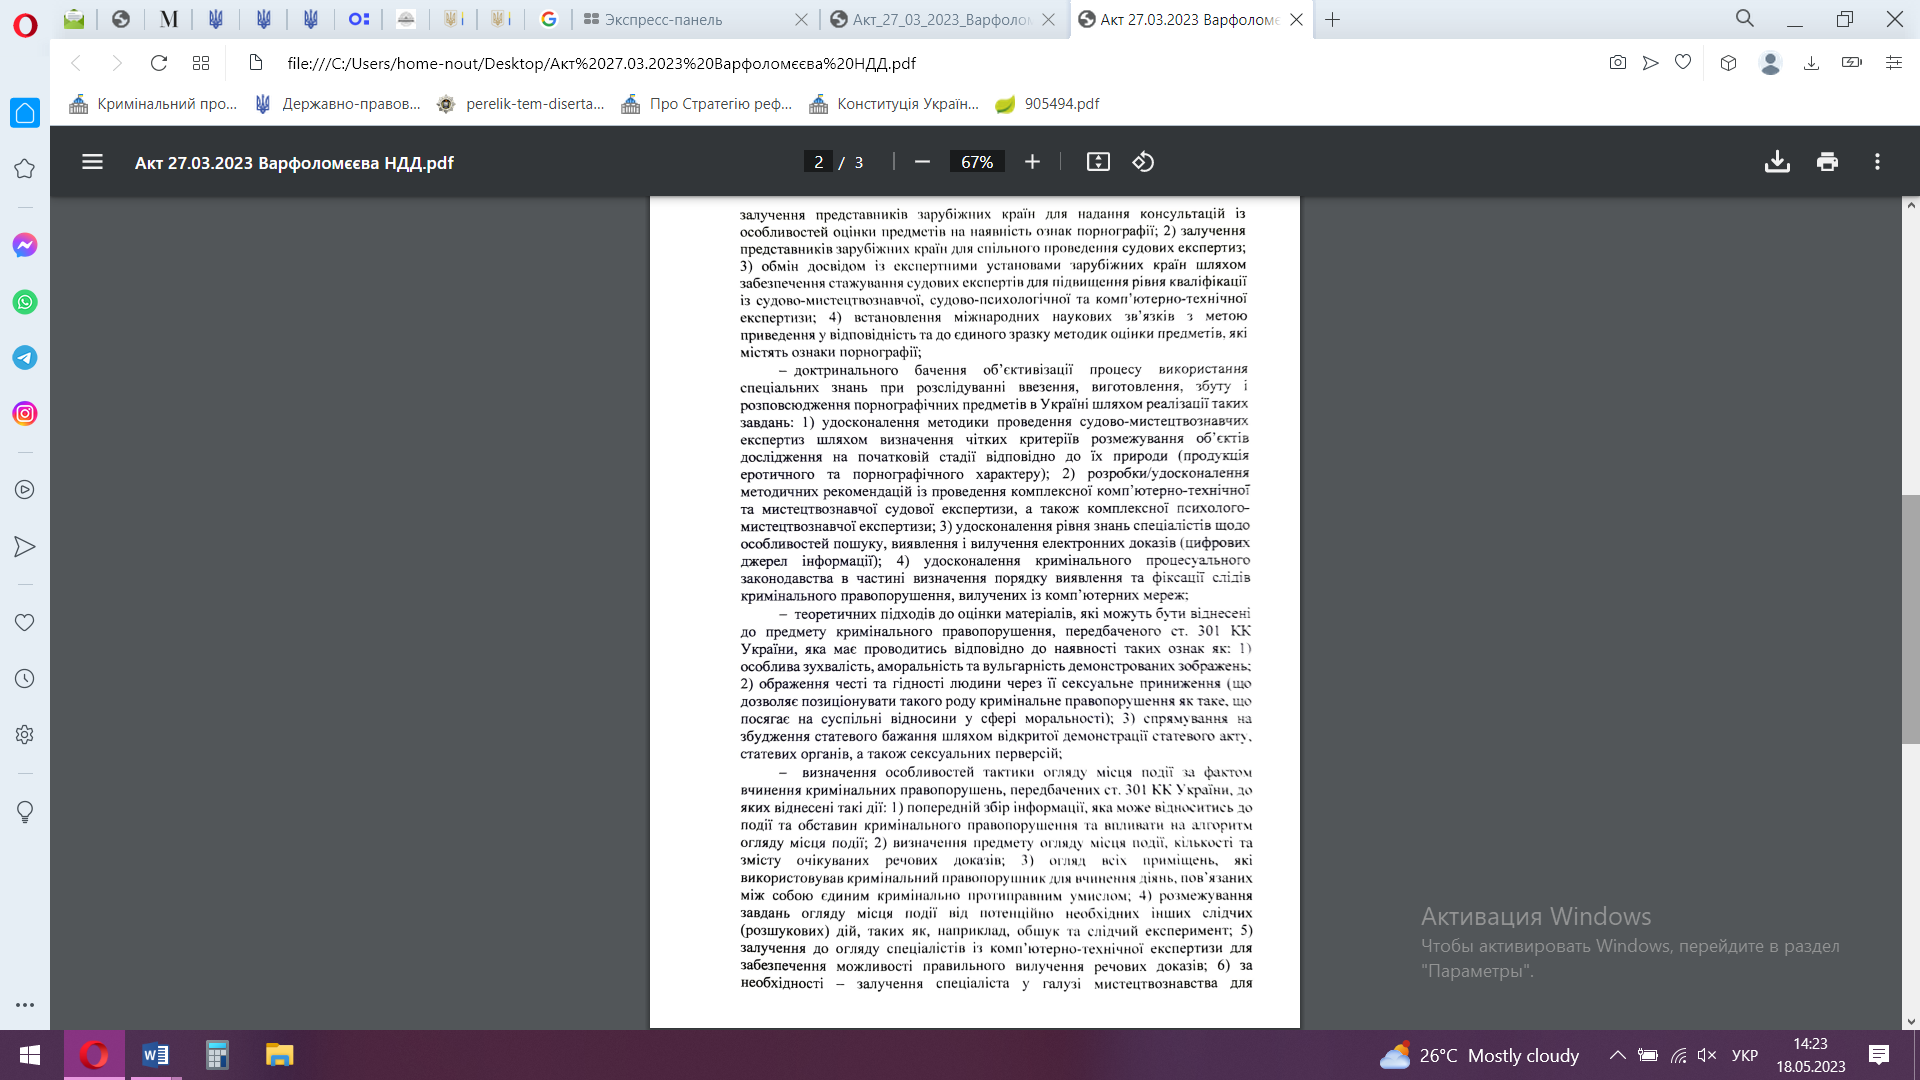 Экспресс-панель
Акт_27_03_2023_Варфолом
Акт 27.03.2023 Варфоломє
file:///C:/Users/home-nout/Desktop/Акт%2027.03.2023%20Варфоломєєва%20НДД.pdf
Кримінальний про...
Державно-правов...
perelik-tem-diserta...
Про Стратегію реф...
Конституція Україн...
905494.pdf
Акт 27.03.2023 Варфоломєєва НДД.pdf
2 / 3
67%
залучення представників зарубіжних країн для надання консультацій із
особливостей оцінки предметів на наявність ознак порнографії; 2) залучення
представників зарубіжних країн для спільного проведення судових експертиз;
3) обмін досвідом із експертними установами зарубіжних країн шляхом
забезпечення стажування судових експертів для підвищення рівня кваліфікації
із судово-мистецтвознавчої, судово-психологічної та комп’ютерно-технічної
експертизи; 4) встановлення міжнародних наукових зв’язків з метою
приведення у відповідність та до єдиного зразку методик оцінки предметів, які
містять ознаки порнографії;
– доктринального бачення об’єктивізації процесу використання
спеціальних знань при розслідуванні ввезення, виготовлення, збуту і
розповсюдження порнографічних предметів в Україні шляхом реалізації таких
завдань: 1) удосконалення методики проведення судово-мистецтвознавчих
експертиз шляхом визначення чітких критеріїв розмежування об’єктів
дослідження на початковій стадії відповідно до їх природи (продукція
еротичного та порнографічного характеру); 2) розробки/удосконалення
методичних рекомендацій із проведення комплексної комп’ютерно-технічної
та мистецтвознавчої судової експертизи, а також комплексної психолого-
мистецтвознавчої експертизи; 3) удосконалення рівня знань спеціалістів щодо
особливостей пошуку, виявлення і вилучення електронних доказів (цифрових
джерел інформації); 4) удосконалення кримінального процесуального
законодавства в частині визначення порядку виявлення та фіксації слідів
кримінального правопорушення, вилучених із комп’ютерних мереж;
– теоретичних підходів до оцінки матеріалів, які можуть бути віднесені
до предмету кримінального правопорушення, передбаченого ст. 301 КК
України, яка має проводитись відповідно до наявності таких ознак як: 1)
особлива зухвалість, аморальність та вульгарність демонстрованих зображень;
2) ображення честі та гідності людини через її сексуальне приниження (що
дозволяє позиціонувати такого роду кримінальне правопорушення як таке, що
посягає на суспільні відносини у сфері моральності); 3) спрямування на
збудження статевого бажання шляхом відкритої демонстрації статевого акту,
статевих органів, а також сексуальних перверсій;
– визначення особливостей тактики огляду місця події за фактом
вчинення кримінальних правопорушень, передбачених ст. 301 КК України, до
яких віднесені такі дії: 1) попередній збір інформації, яка може відноситись до
події та обставин кримінального правопорушення та впливати на алгоритм
огляду місця події; 2) визначення предмету огляду місця події, кількості та
змісту очікуваних речових доказів; 3) огляд всіх приміщень, які
використовував кримінальний правопорушник для вчинення діянь, пов’язаних
між собою єдиним кримінально протиправним умислом; 4) розмежування
завдань огляду місця події від потенційно необхідних інших слідчих
(розшукових) дій, таких як, наприклад, обшук та слідчий експеримент; 5)
залучення до огляду спеціалістів із комп’ютерно-технічної експертизи для
забезпечення можливості правильного вилучення речових доказів; 6) за
необхідності – залучення спеціаліста у галузі мистецтвознавства для
Активация Windows
Чтобы активировать Windows, перейдите в раздел
"Параметры".
26°C Mostly cloudy
УКР
14:23
18.05.2023